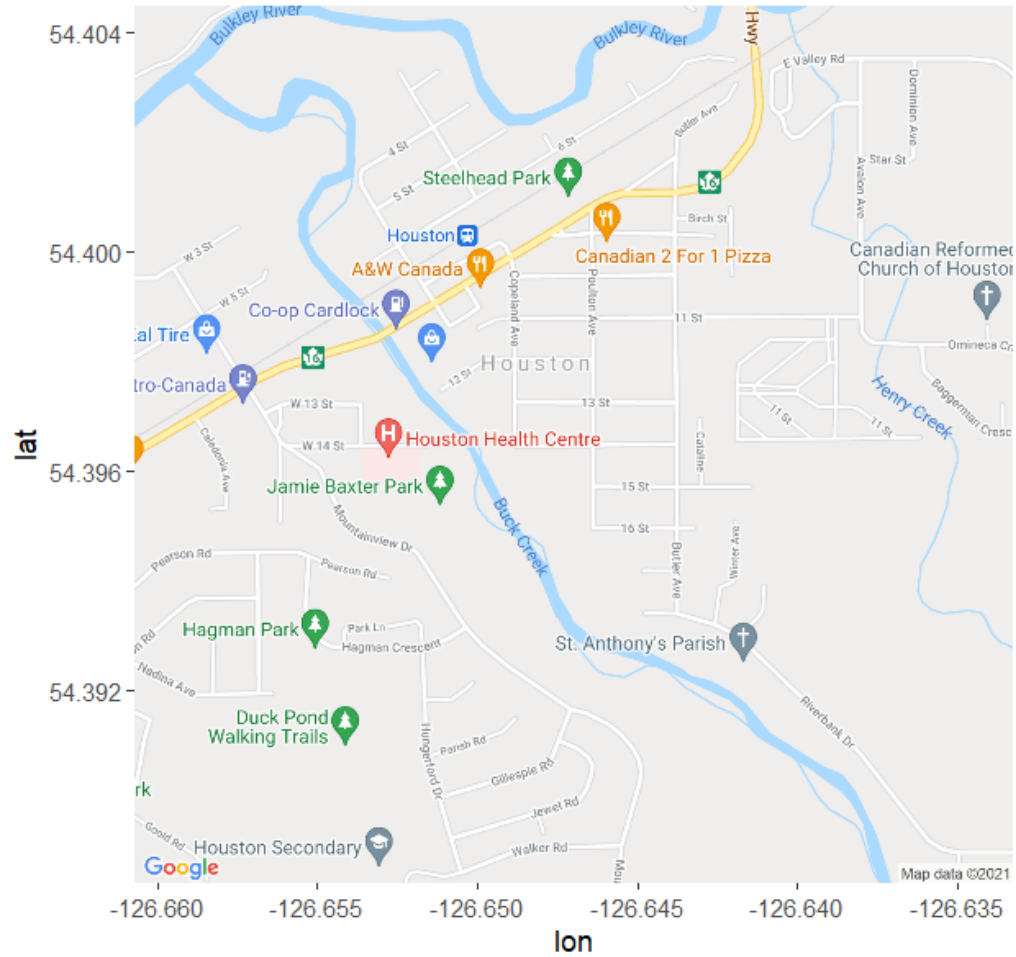 54.404
54.400
54.396
54.392
lat
Bulkley River
Bulkley River
Hwy
E Valley Rd
Dominion Ave
Butler Ave
4 St
6 St
Star St
Avalon Ave
Steelhead Park
16
5 St
Birch St
Houston
W 3 St
Canadian 2 For 1 Pizza
Canadian Reformed
Church of Houston
A&W Canada
Copeland Ave
Poulton Ave
W 5 St
Co-op Cardlock
11 St
Kal Tire
16
Houston
Ominica Cr
tro-Canada
12 St
Henry Creek
Baggerman Cresc
W 13 St
13 St
11 St
11 St
Houston Health Centre
W 14 St
Caledonia Ave
Cataline
Jamie Baxter Park
15 St
Mountainview Dr
Buck Creek
16 St
Winter Ave
Butler Ave
Pearson Rd
Pearson Rd
Hagman Park
Park Ln
Hagman Crescent
St. Anthony's Parish
n Rd
Nadina Ave
Riverbank Dr
Duck Pond
Walking Trails
Hungerford Dr
Parish Rd
Gillespie Rd
rk
Jewel Rd
Goold Rd
Houston Secondary
Walker Rd
Mou
Google
Map data ©2021
-126.660
-126.655
-126.650
-126.645
-126.640
-126.635
lon